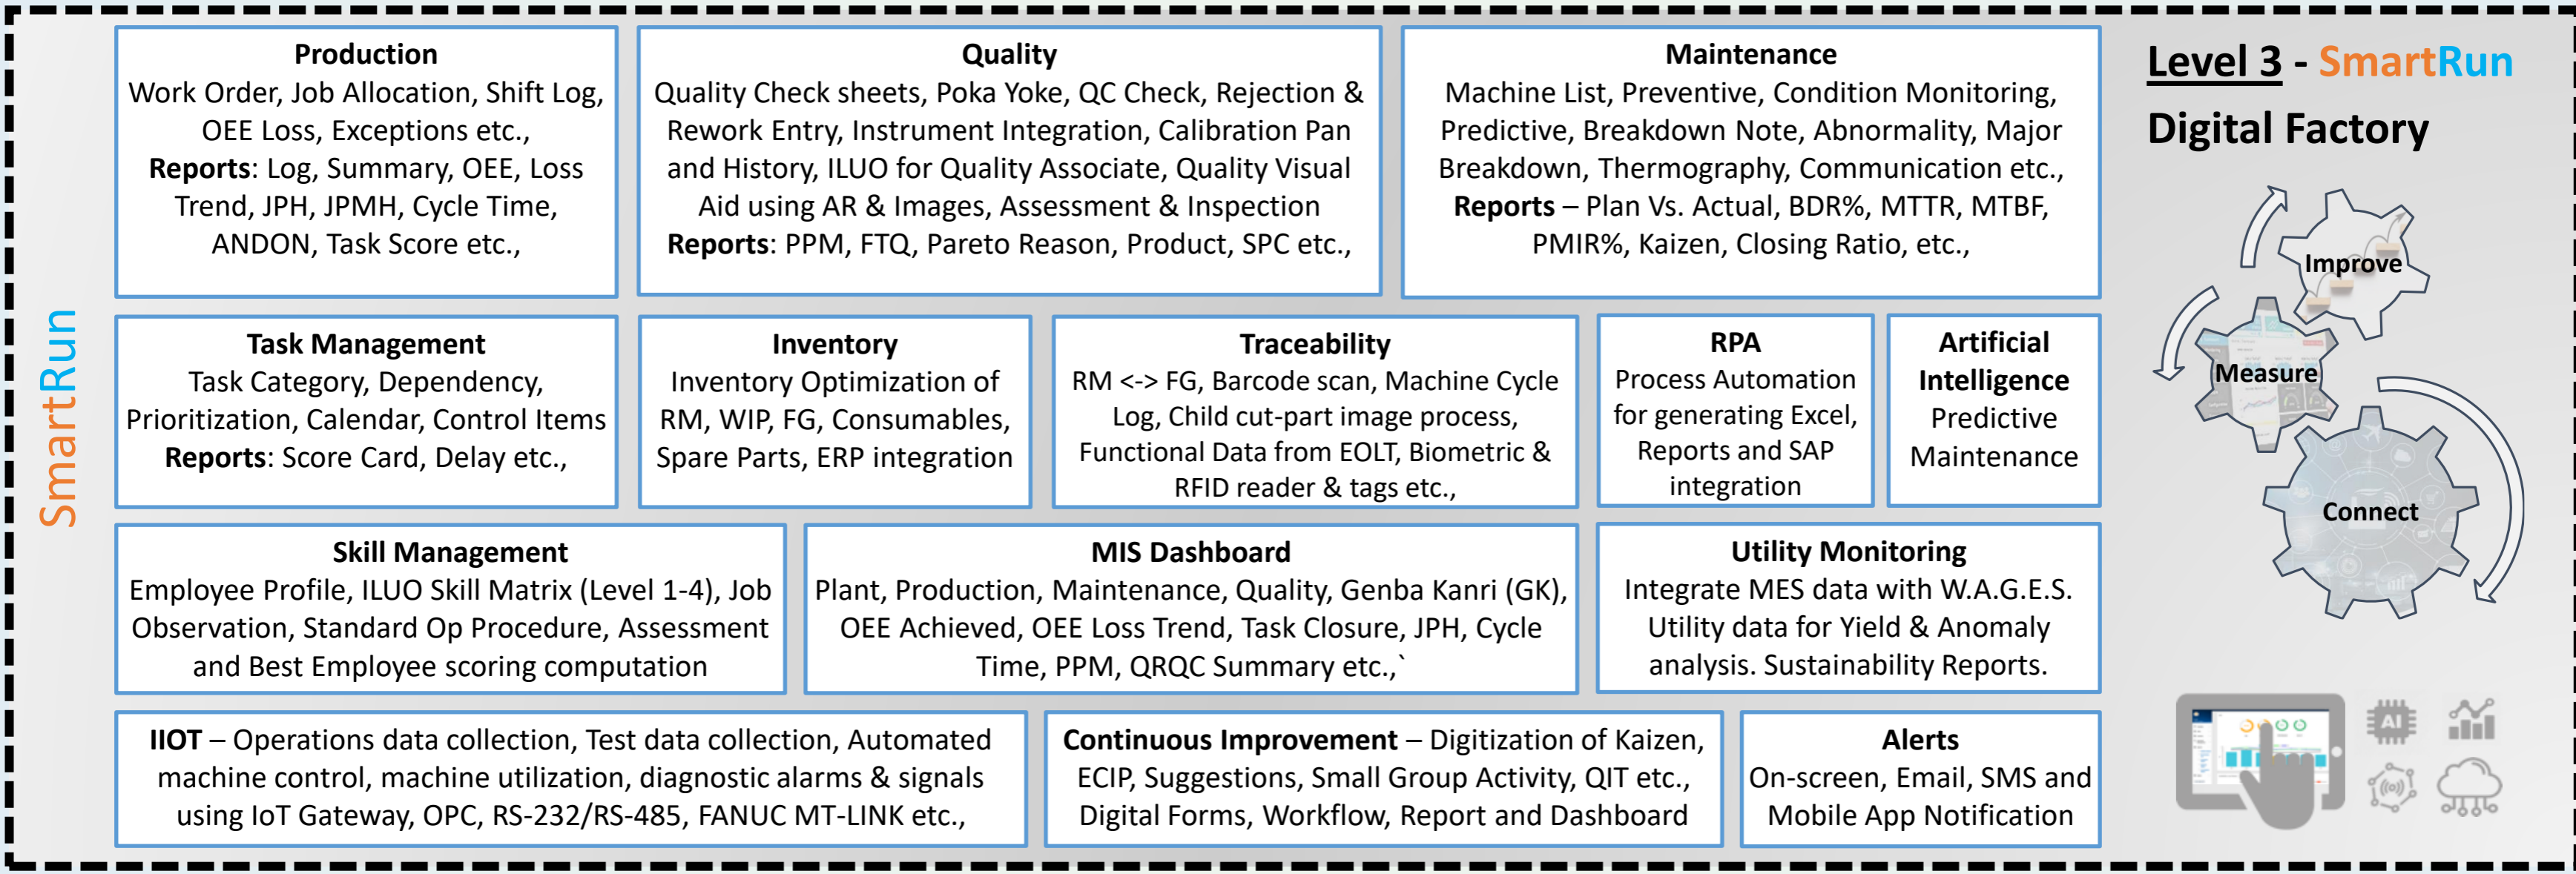 SmartRun
Production
Work Order, Job Allocation, Shift Log,
OEE Loss, Exceptions etc.,
Reports: Log, Summary, OEE, Loss
Trend, JPH, JPMH, Cycle Time,
ANDON, Task Score etc.,
Quality
Quality Check sheets, Poka Yoke, QC Check, Rejection &
Rework Entry, Instrument Integration, Calibration Pan
and History, ILUO for Quality Associate, Quality Visual
Aid using AR & Images, Assessment & Inspection
Reports: PPM, FTQ, Pareto Reason, Product, SPC etc.,
Maintenance
Machine List, Preventive, Condition Monitoring,
Predictive, Breakdown Note, Abnormality, Major
Breakdown, Thermography, Communication etc.,
Reports – Plan Vs. Actual, BDR%, MTTR, MTBF,
PMIR%, Kaizen, Closing Ratio, etc.,
Task Management
Task Category, Dependency,
Prioritization, Calendar, Control Items
Reports: Score Card, Delay etc.,
Inventory
Inventory Optimization of
RM, WIP, FG, Consumables,
Spare Parts, ERP integration
Traceability
RM <-> FG, Barcode scan, Machine Cycle
Log, Child cut-part image process,
Functional Data from EOLT, Biometric &
RFID reader & tags etc.,
RPA
Process Automation
for generating Excel,
Reports and SAP
integration
Artificial
Intelligence
Predictive
Maintenance
Skill Management
Employee Profile, ILUO Skill Matrix (Level 1-4), Job
Observation, Standard Op Procedure, Assessment
and Best Employee scoring computation
MIS Dashboard
Plant, Production, Maintenance, Quality, Genba Kanri (GK),
OEE Achieved, OEE Loss Trend, Task Closure, JPH, Cycle
Time, PPM, QRQC Summary etc.,`
Utility Monitoring
Integrate MES data with W.A.G.E.S.
Utility data for Yield & Anomaly
analysis. Sustainability Reports.
IIOT – Operations data collection, Test data collection, Automated
machine control, machine utilization, diagnostic alarms & signals
using IoT Gateway, OPC, RS-232/RS-485, FANUC MT-LINK etc.,
Continuous Improvement – Digitization of Kaizen,
ECIP, Suggestions, Small Group Activity, QIT etc.,
Digital Forms, Workflow, Report and Dashboard
Alerts
On-screen, Email, SMS and
Mobile App Notification
Level 3 - SmartRun
Digital Factory
Improve
Measure
Connect
AI